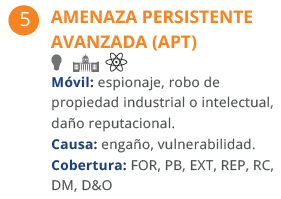 5 AMENAZA PERSISTENTE
AVANZADA (APT)
Móvil: espionaje, robo de
propiedad industrial o intelectual,
daño reputacional.
Causa: engaño, vulnerabilidad.
Cobertura: FOR, PB, EXT, REP, RC,
DM, D&O